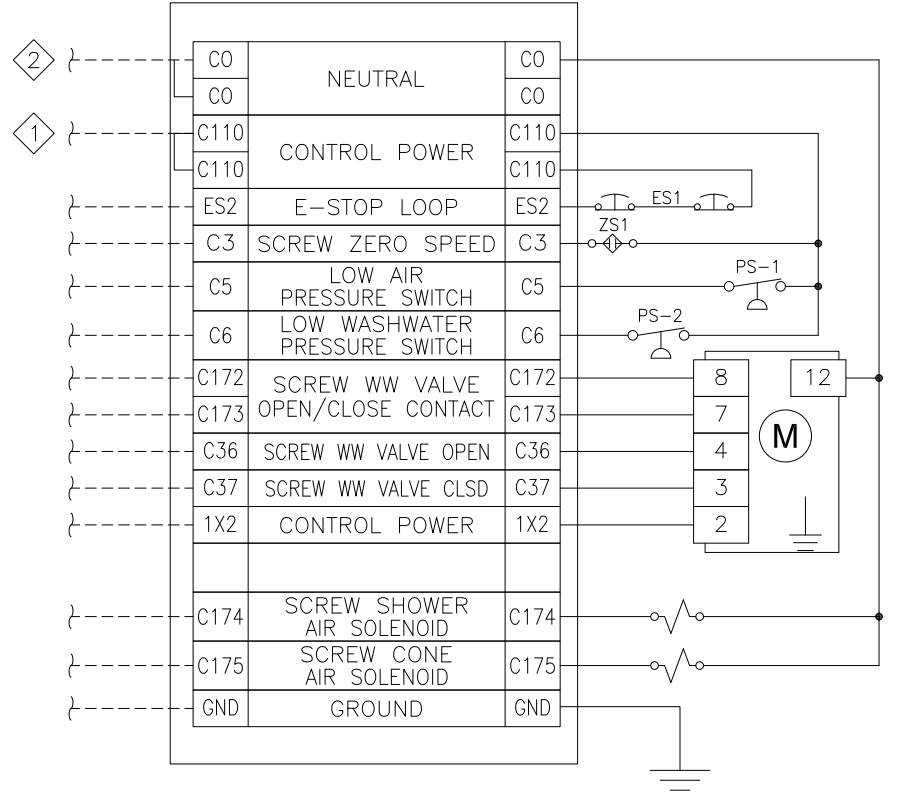 2 C0 NEUTRAL C0
C0 C0
1 C110 CONTROL POWER C110
C110 C110
ES2 E-STOP LOOP ES2 ES1
C3 SCREW ZERO SPEED C3 ZS1
C5 LOW AIR
PRESSURE SWITCH C5 PS-1
C6 LOW WASHWATER
PRESSURE SWITCH C6 PS-2
C172 SCREW WW VALVE C172 8 12
C173 OPEN/CLOSE CONTACT C173 7
M
C36 SCREW WW VALVE OPEN C36 4
C37 SCREW WW VALVE CLSD C37 3
1X2 CONTROL POWER 1X2 2
C174 SCREW SHOWER
AIR SOLENOID C174
C175 SCREW CONE
AIR SOLENOID C175
GND GROUND GND